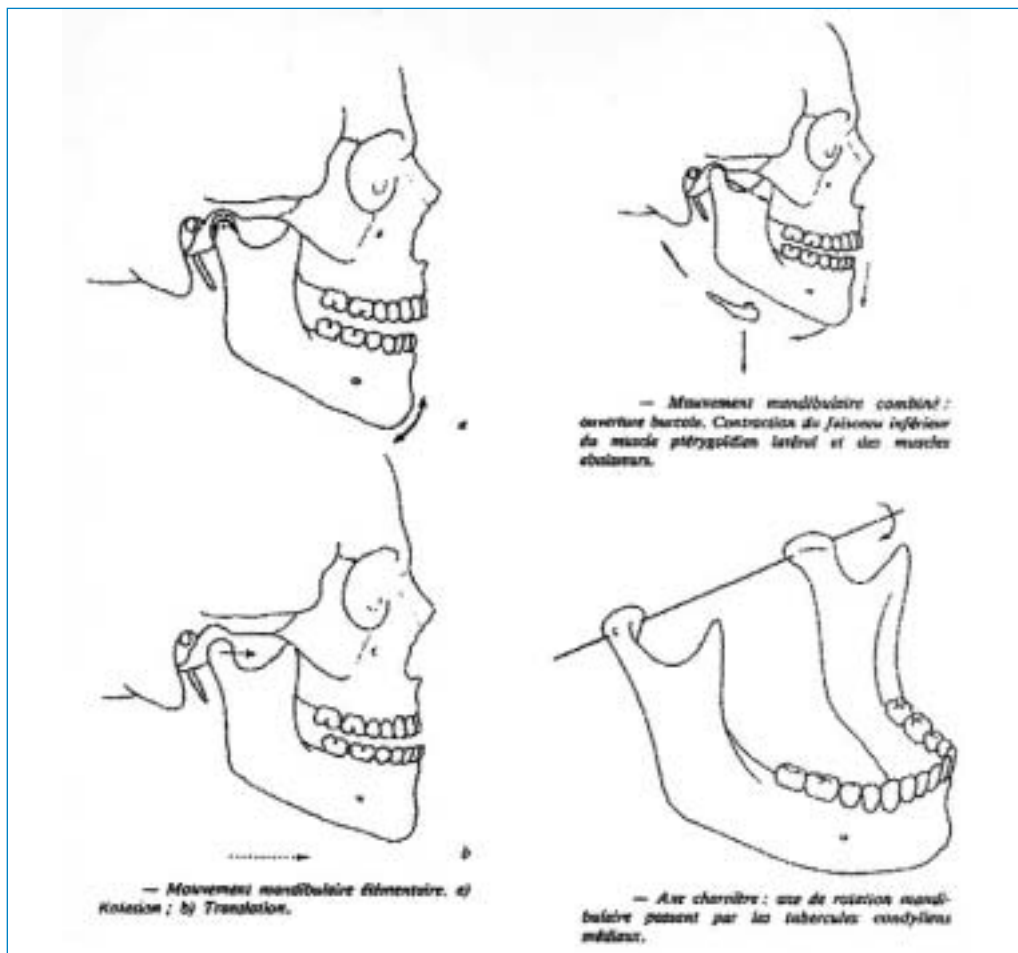 a
b
— Mouvement mandibulaire élémentaire. a)
Rotation ; b) Translation.
— Mouvement mandibulaire combiné :
ouverture buccale. Contraction du faisceau inférieur
du muscle ptérygoïdien latéral et des muscles
abaisseurs.
— Axe charnière : axe de rotation mandi-
bulaire passant par les tubercules condyliens
médiaux.